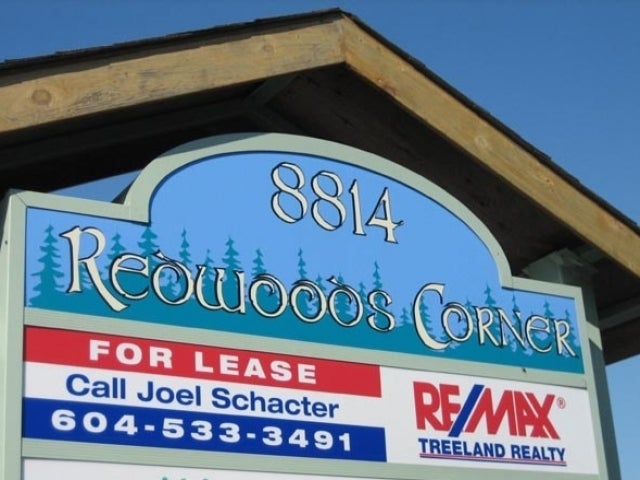 8814
Redwoods Corner
FOR LEASE
Call Joel Schacter
604-533-3491
RE/MAX®
TREELAND REALTY